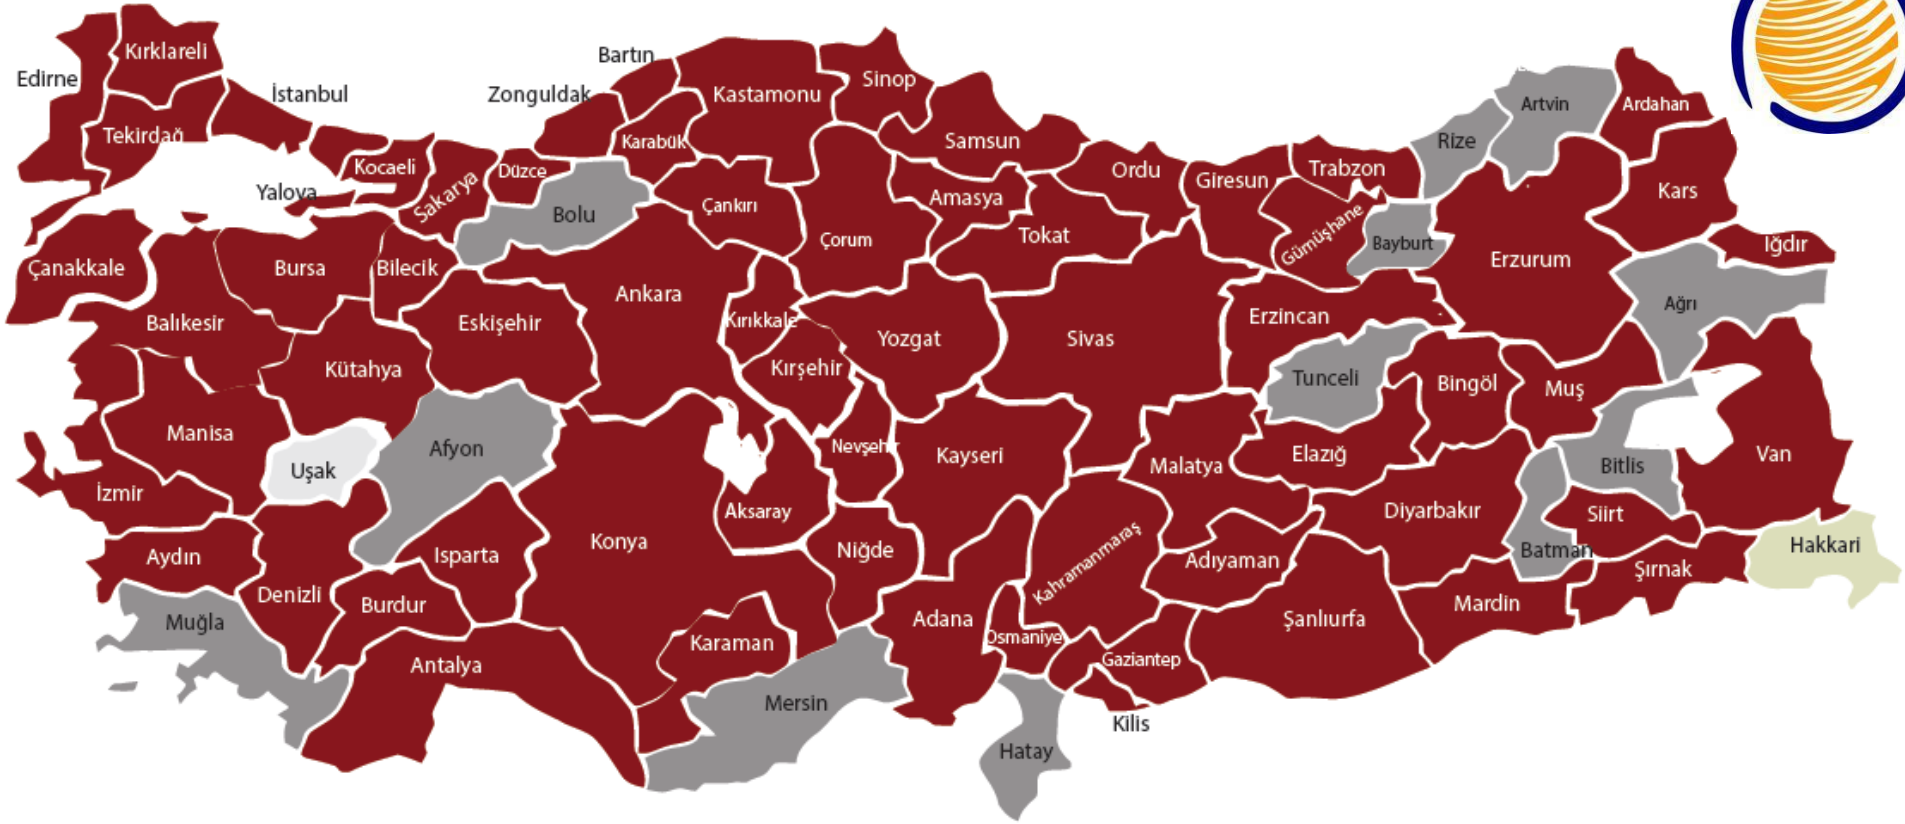 Kırklareli
Edirne
Tekirdağ
İstanbul
Kocaeli
Yalova
Sakarya
Düzce
Zonguldak
Bartın
Karabük
Kastamonu
Sinop
Samsun
Bolu
Çankırı
Çorum
Amasya
Tokat
Ordu
Giresun
Trabzon
Gümüşhane
Bayburt
Rize
Artvin
Ardahan
Kars
Iğdır
Ağrı
Erzurum
Erzincan
Çanakkale
Balıkesir
Bursa
Bilecik
Eskişehir
Ankara
Kırıkkale
Kırşehir
Yozgat
Sivas
Tunceli
Bingöl
Muş
Bitlis
Van
Kütahya
Manisa
Uşak
Afyon
İzmir
Aydın
Denizli
Isparta
Burdur
Muğla
Antalya
Konya
Aksaray
Nevşehir
Niğde
Kayseri
Karaman
Mersin
Adana
Osmaniye
Kahramanmaraş
Malatya
Elazığ
Adıyaman
Diyarbakır
Batman
Siirt
Şırnak
Hakkari
Mardin
Şanlıurfa
Gaziantep
Kilis
Hatay